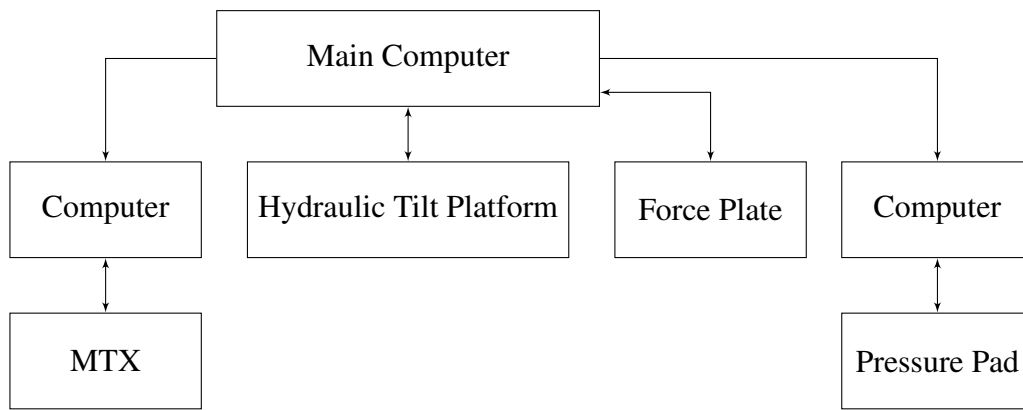 Main Computer
Computer
Hydraulic Tilt Platform
Force Plate
Computer
MTX
Pressure Pad